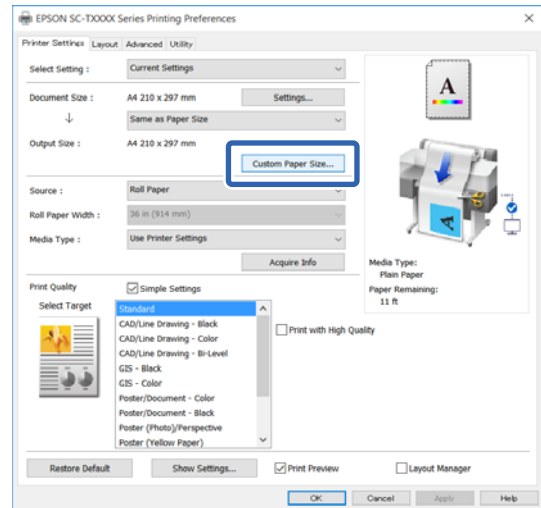 EPSON SC-TXXXX Series Printing Preferences
Printer Settings Layout Advanced Utility
Select Setting : Current Settings
Document Size : A4 210 x 297 mm Settings...
Same as Paper Size
Output Size : A4 210 x 297 mm
Custom Paper Size...
Source : Roll Paper
Roll Paper Width : 36 in (914 mm)
Media Type : Use Printer Settings
Acquire Info
A
A
Media Type:
Plain Paper
Paper Remaining:
11 ft
Print Quality Simple Settings
Select Target
Standard
CAD/Line Drawing - Black
CAD/Line Drawing - Color
CAD/Line Drawing - Bi-Level
GIS - Black
GIS - Color
Poster/Document - Color
Poster/Document - Black
Poster (Photo)/Perspective
Poster (Yellow Paper)
Print with High Quality
Restore Default Show Settings... Print Preview Layout Manager
OK Cancel Apply Help